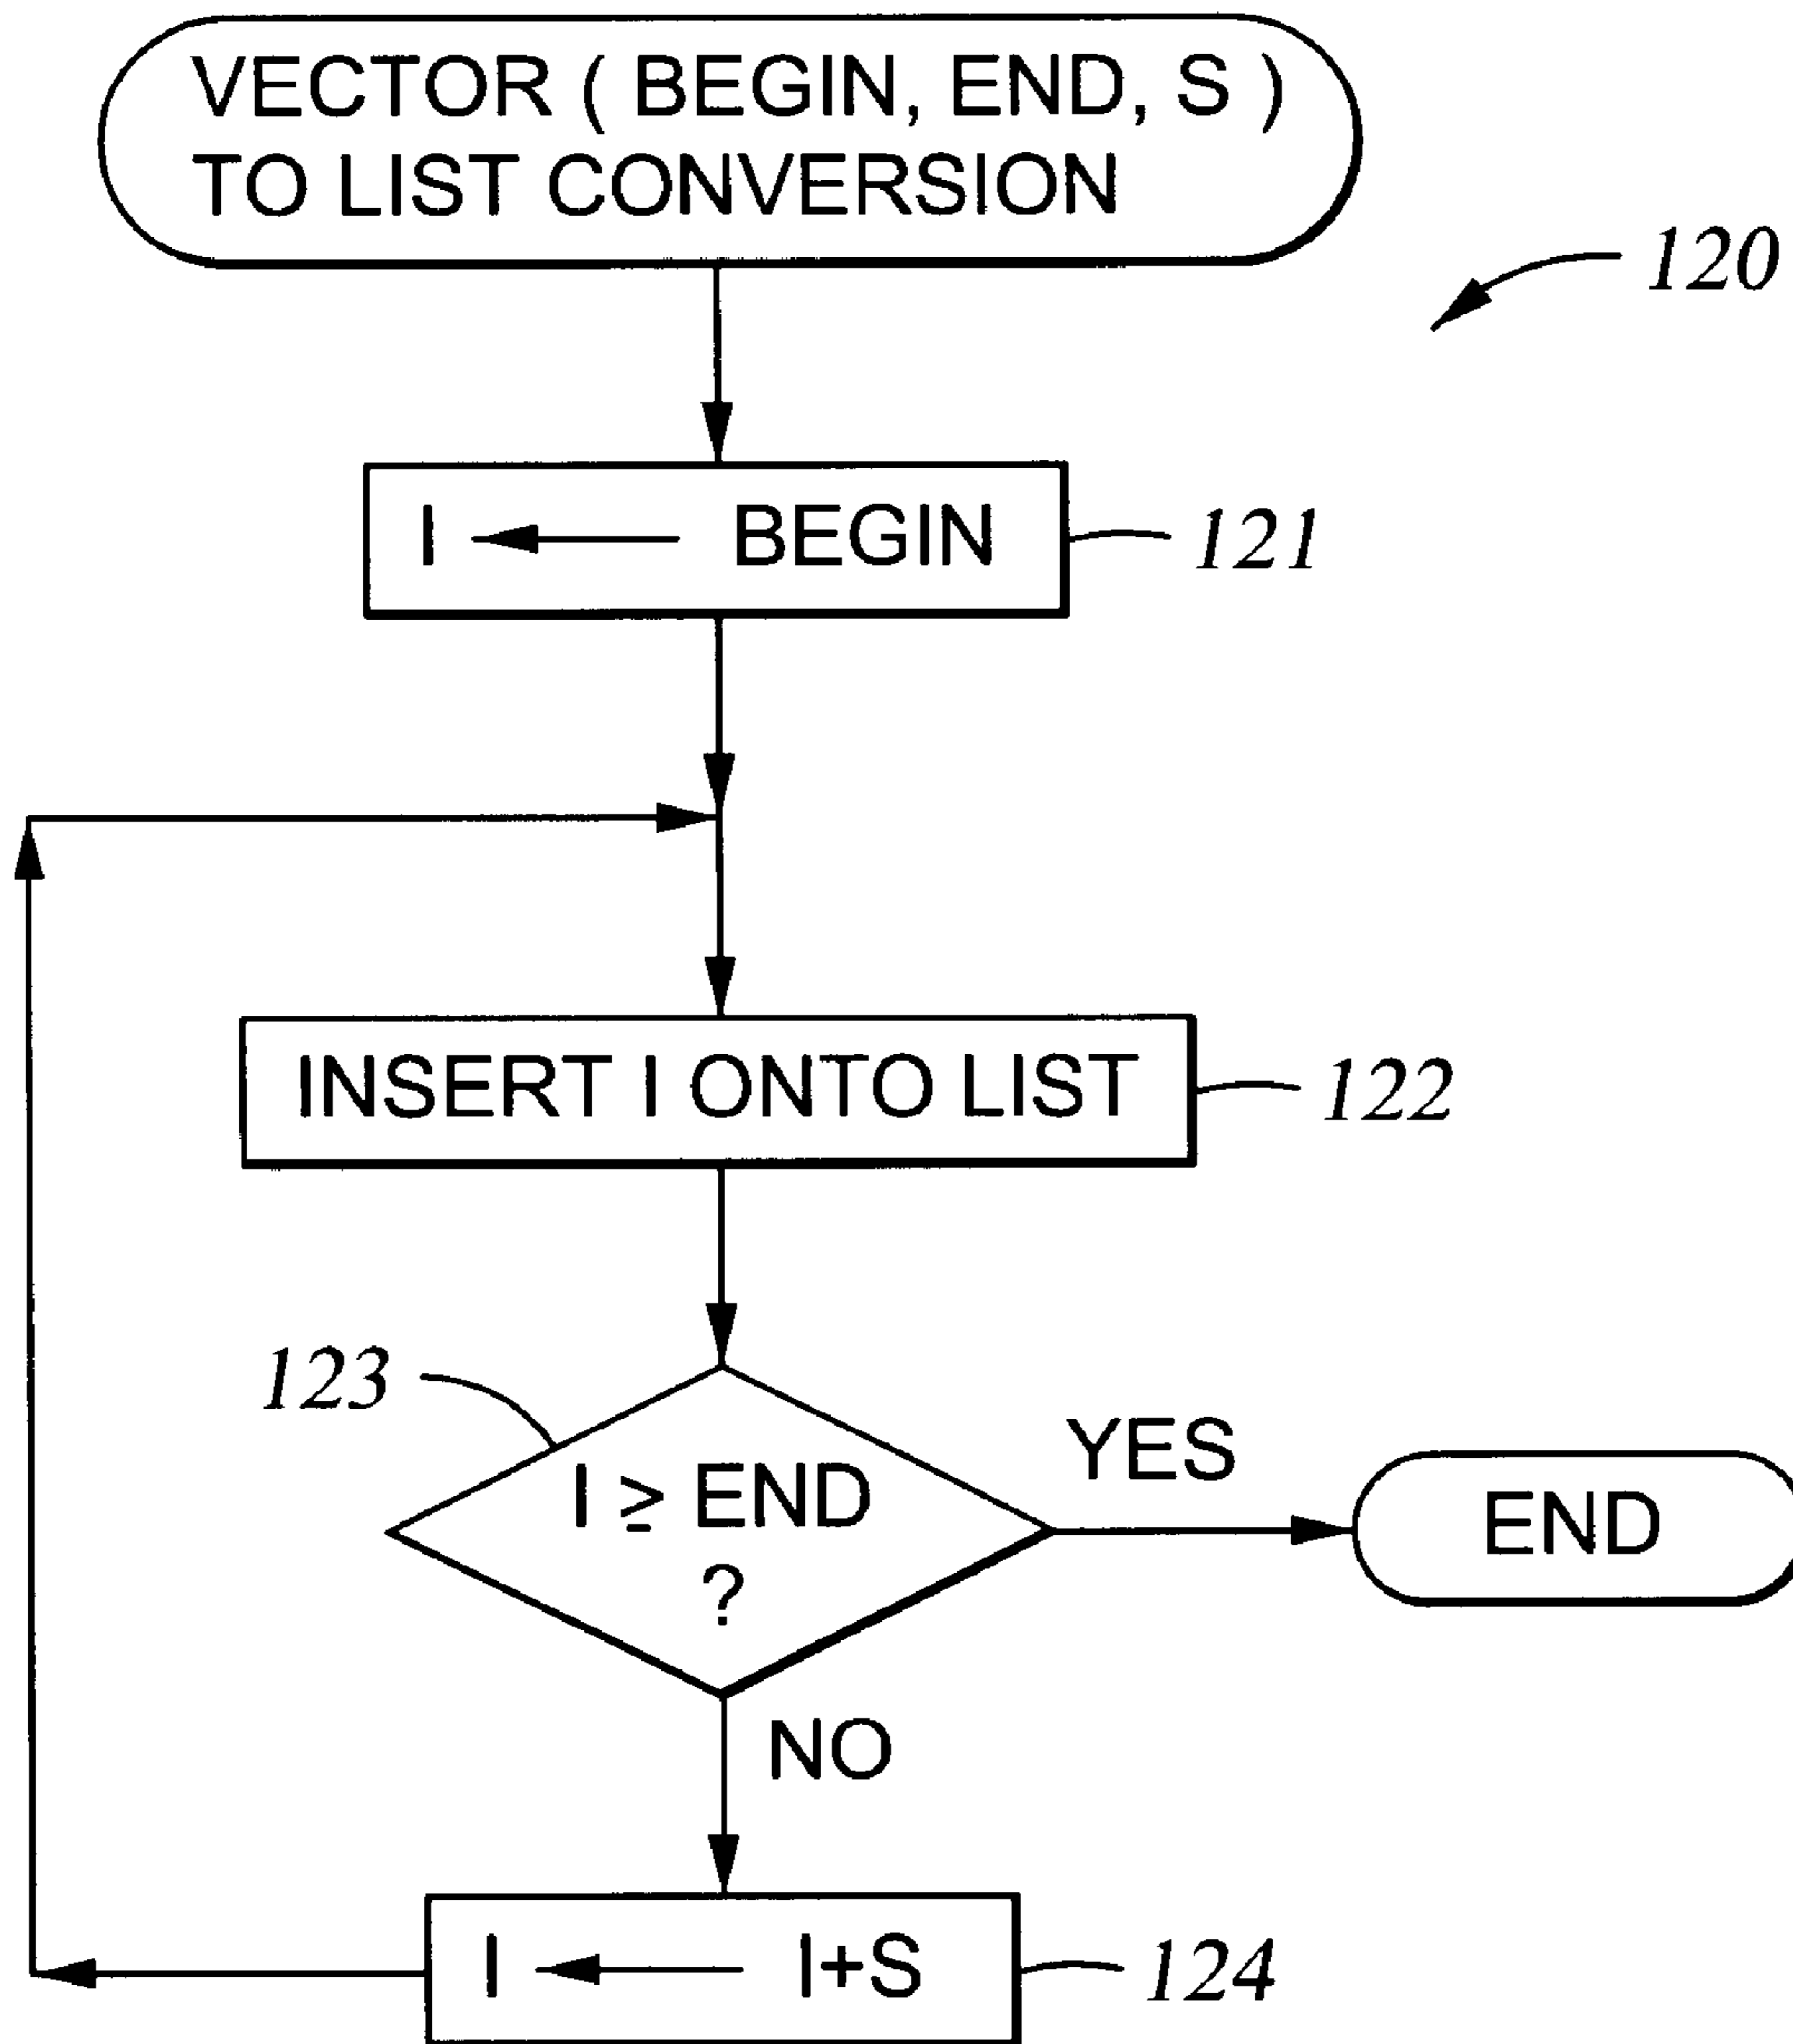 VECTOR ( BEGIN, END, S )
TO LIST CONVERSION
120
I ← BEGIN
121
INSERT I ONTO LIST
122
123
I ≥ END
?
YES
END
NO
I ← I+S
124